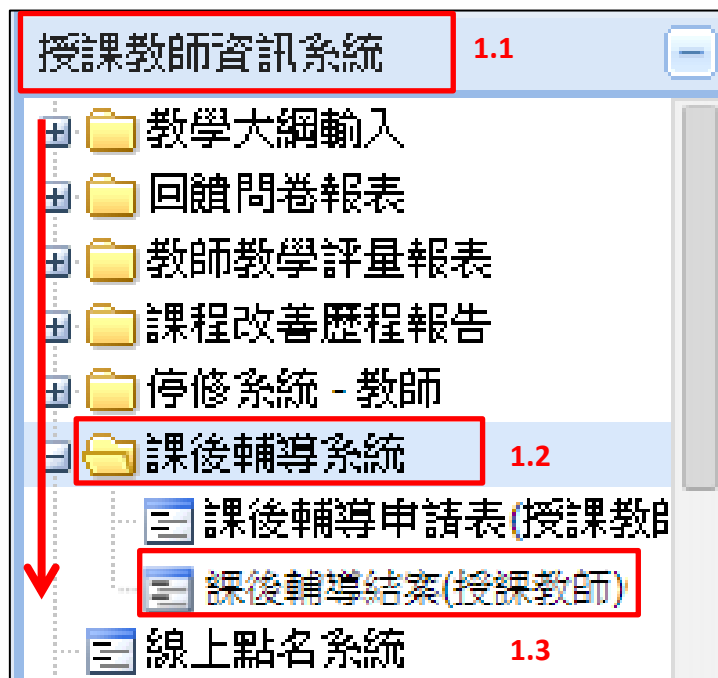 授課教師資訊系統 1.1
教學大綱輸入
回饋問卷報表
教師教學評量報表
課程改善歷程報告
停修系統 - 教師
課後輔導系統 1.2
課後輔導申請表(授課教師
課後輔導結案(授課教師)
線上點名系統 1.3